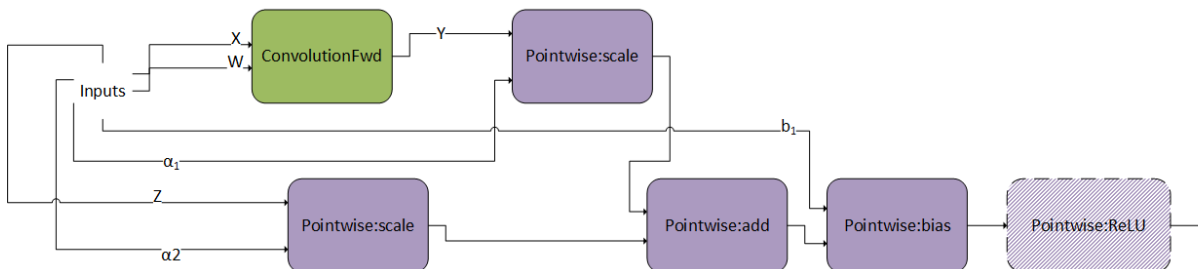 X
W
ConvolutionFwd
Y
Pointwise:scale
Inputs
b₁
α₁
Z
α2
Pointwise:scale
Pointwise:add
Pointwise:bias
Pointwise:ReLU